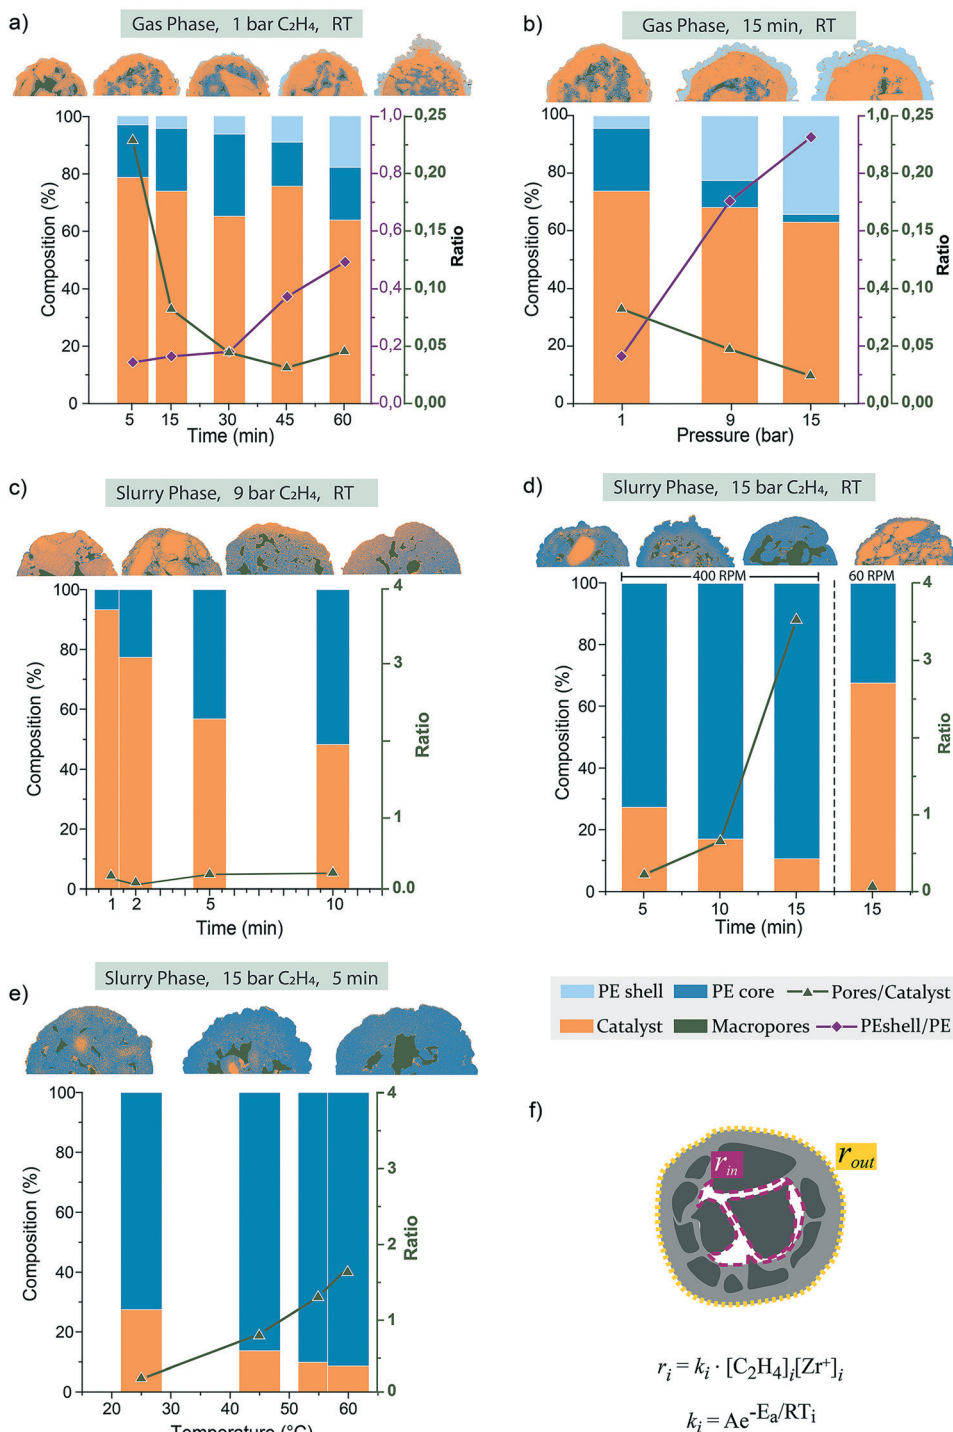 a)
Gas Phase, 1 bar C₂H₄, RT
100
80
60
40
20
0
Composition (%)
5 15 30 45 60
Time (min)
1,0
0,8
0,6
0,4
0,2
0,0
0,25
0,20
0,15
0,10
0,05
0,00
Ratio
b)
Gas Phase, 15 min, RT
100
80
60
40
20
0
Composition (%)
1 9 15
Pressure (bar)
1,0
0,8
0,6
0,4
0,2
0,0
0,25
0,20
0,15
0,10
0,05
0,00
Ratio
c)
Slurry Phase, 9 bar C₂H₄, RT
100
80
60
40
20
0
Composition (%)
1 2 5 10
Time (min)
4
3
1
0.0
Ratio
d)
Slurry Phase, 15 bar C₂H₄, RT
400 RPM 60 RPM
100
80
60
40
20
0
Composition (%)
5 10 15 15
Time (min)
4
3
1
0
Ratio
e)
Slurry Phase, 15 bar C₂H₄, 5 min
100
80
60
40
20
0
Composition (%)
20 30 40 50 60
Temperature (°C)
4
3
2
1
0
Ratio
PE shell PE core Pores/Catalyst
Catalyst Macropores PEshell/PE
f)
r_in
r_out
r_i = k_i · [C₂H₄]_i[Zr⁺]_i
k_i = Ae^-E_a/RT_i